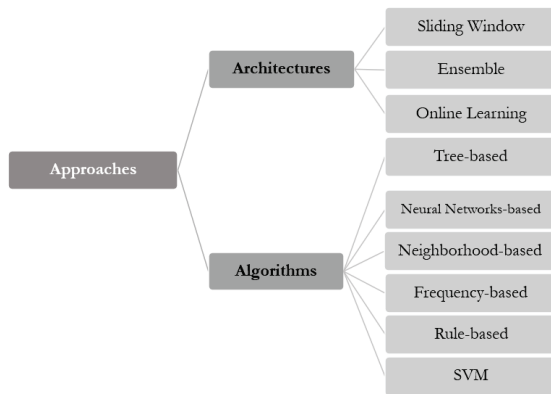 Approaches
Architectures
Sliding Window
Ensemble
Online Learning
Algorithms
Tree-based
Neural Networks-based
Neighborhood-based
Frequency-based
Rule-based
SVM